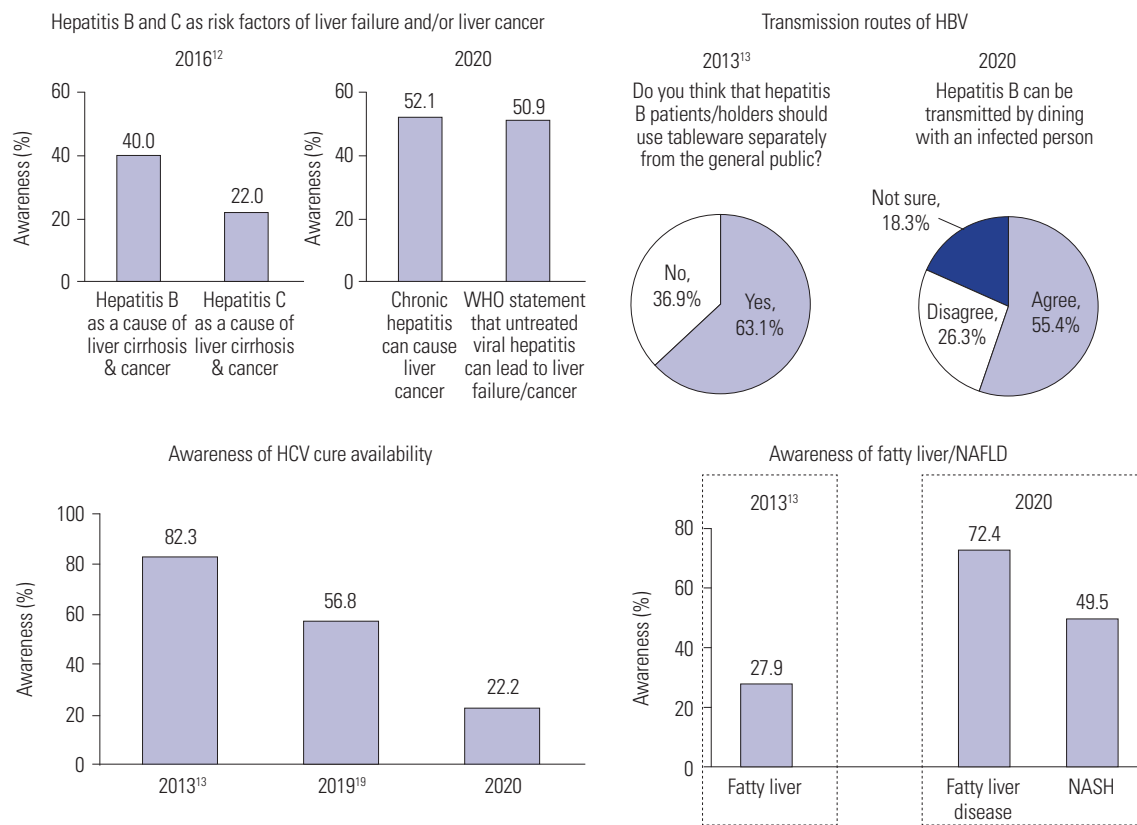 Hepatitis B and C as risk factors of liver failure and/or liver cancer
2016¹²
Awareness (%)
60
40
20
0
40.0
22.0
Hepatitis B
as a cause of
liver cirrhosis
& cancer
Hepatitis C
as a cause of
liver cirrhosis
& cancer
2020
Awareness (%)
60
40
20
0
52.1
50.9
Chronic
hepatitis
can cause
liver
cancer
WHO statement
that untreated
viral hepatitis
can lead to liver
failure/cancer
Transmission routes of HBV
2013¹³
Do you think that hepatitis
B patients/holders should
use tableware separately
from the general public?
No,
36.9%
Yes,
63.1%
2020
Hepatitis B can be
transmitted by dining
with an infected person
Not sure,
18.3%
Disagree,
26.3%
Agree,
55.4%
Awareness of HCV cure availability
Awareness (%)
100
80
60
40
20
0
82.3
56.8
22.2
2013¹³
2019¹⁹
2020
Awareness of fatty liver/NAFLD
Awareness (%)
80
60
40
20
0
2013¹³
27.9
Fatty liver
2020
72.4
49.5
Fatty liver
disease
NASH